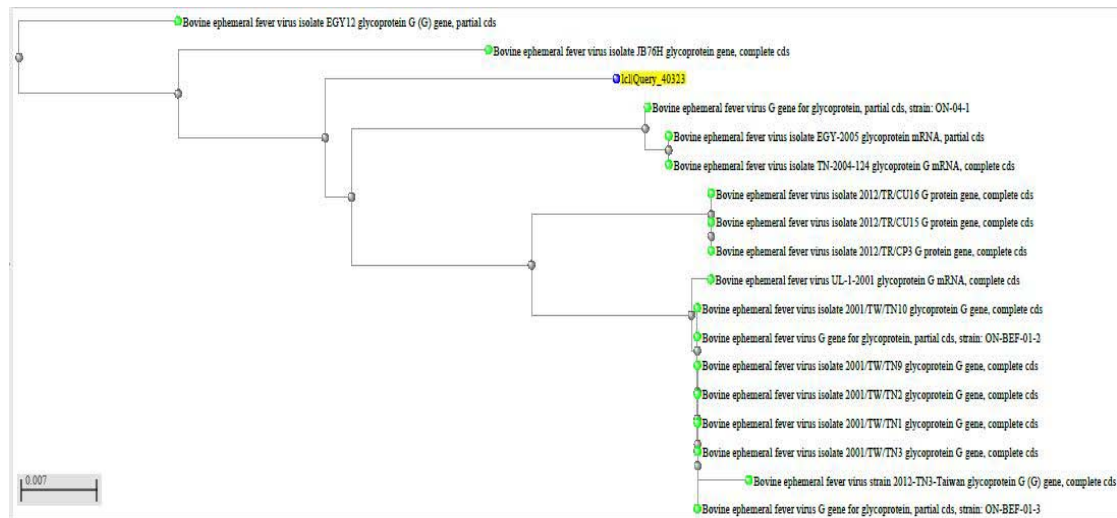 Bovine ephemeral fever virus isolate EGY12 glycoprotein G (G) gene, partial cds
Bovine ephemeral fever virus isolate JB76H glycoprotein gene, complete cds
lcl|Query_40323
Bovine ephemeral fever virus G gene for glycoprotein, partial cds, strain: ON-04-1
Bovine ephemeral fever virus isolate EGY-2005 glycoprotein mRNA, partial cds
Bovine ephemeral fever virus isolate TN-2004-124 glycoprotein G mRNA, complete cds
Bovine ephemeral fever virus isolate 2012/TR/CU16 G protein gene, complete cds
Bovine ephemeral fever virus isolate 2012/TR/CU15 G protein gene, complete cds
Bovine ephemeral fever virus isolate 2012/TR/CP3 G protein gene, complete cds
Bovine ephemeral fever virus UL-1-2001 glycoprotein G mRNA, complete cds
Bovine ephemeral fever virus isolate 2001/TW/TN10 glycoprotein G gene, complete cds
Bovine ephemeral fever virus G gene for glycoprotein, partial cds, strain: ON-BEF-01-2
Bovine ephemeral fever virus isolate 2001/TW/TN9 glycoprotein G gene, complete cds
Bovine ephemeral fever virus isolate 2001/TW/TN2 glycoprotein G gene, complete cds
Bovine ephemeral fever virus isolate 2001/TW/TN1 glycoprotein G gene, complete cds
Bovine ephemeral fever virus isolate 2001/TW/TN3 glycoprotein G gene, complete cds
Bovine ephemeral fever virus strain 2012-TN3-Taiwan glycoprotein G (G) gene, complete cds
Bovine ephemeral fever virus G gene for glycoprotein, partial cds, strain: ON-BEF-01-3
0.007